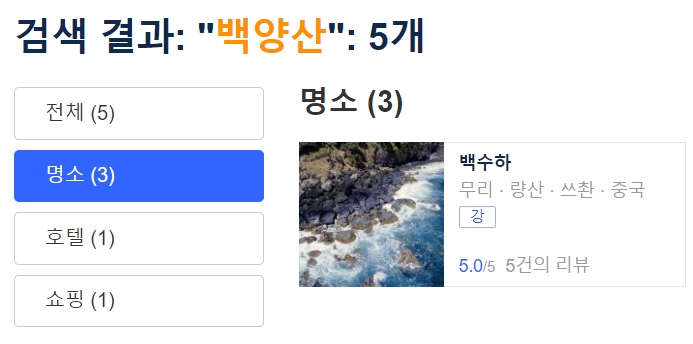 검색 결과: "백양산": 5개
전체 (5)
명소 (3)
호텔 (1)
쇼핑 (1)
명소 (3)
백수하
무리 · 량산 · 쓰촨 · 중국
강
5.0/5 5건의 리뷰